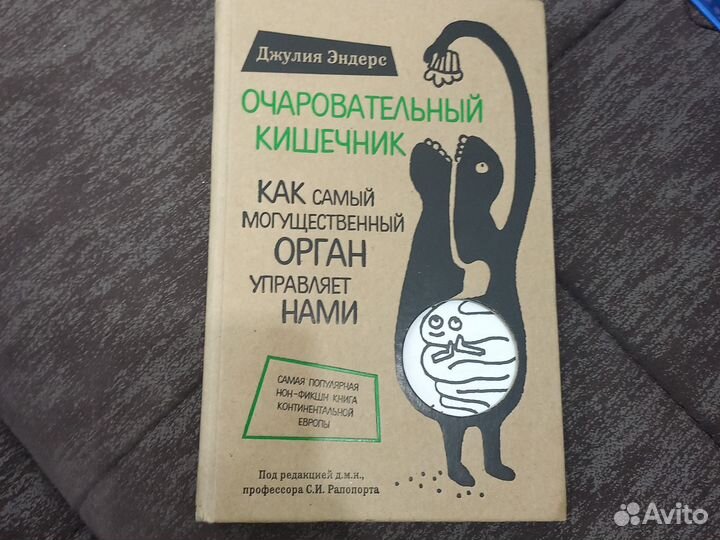 Джулия Эндерс
ОЧАРОВАТЕЛЬНЫЙ
КИШЕЧНИК
КАК САМЫЙ
МОГУЩЕСТВЕННЫЙ
ОРГАН
УПРАВЛЯЕТ
НАМИ
САМАЯ ПОПУЛЯРНАЯ
НОН-ФИКШН КНИГА
КОНТИНЕНТАЛЬНОЙ
ЕВРОПЫ
Под редакцией д.м.н.,
профессора С.И. Рапопорта
Avito